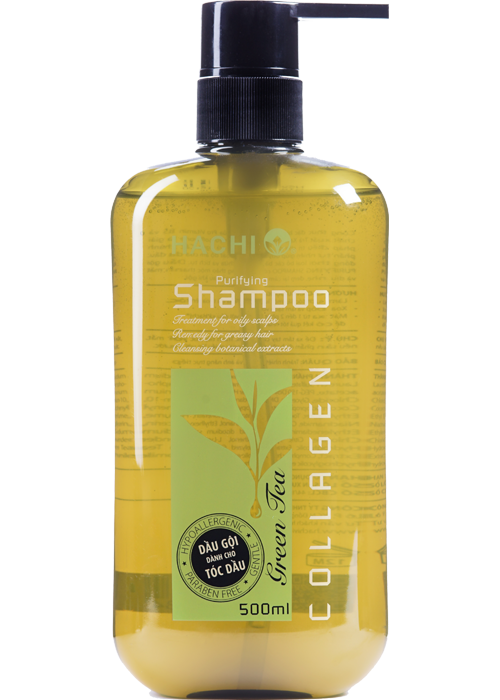 HACHI
Purifying
Shampoo
Treatment for oily scalps
Remedy for greasy hair
Cleansing botanical extracts
COLLAGEN
Green Tea
HYPOALLERGENIC
GENTLE
PARABEN FREE
DẦU GỘI
DÀNH CHO
TÓC DẦU
500ml